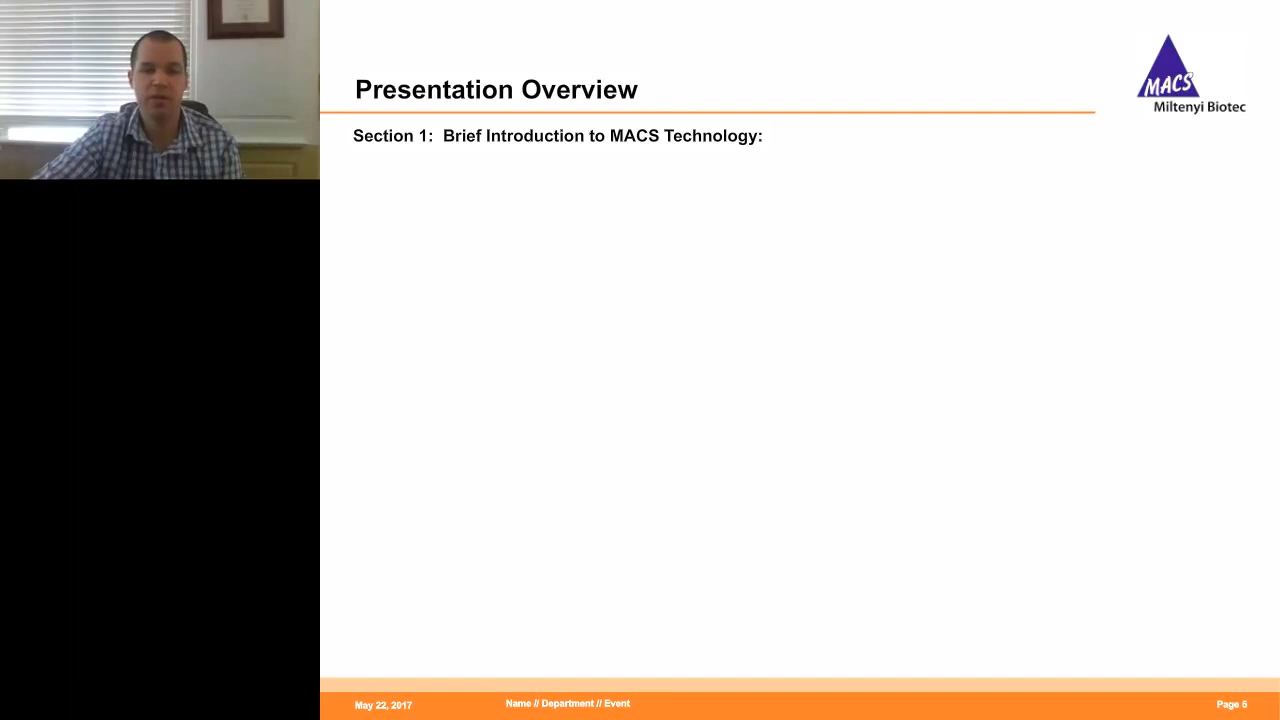 Presentation Overview
MACS
Miltenyi Biotec
Section 1: Brief Introduction to MACS Technology:
May 22, 2017
Name // Department // Event
Page 5